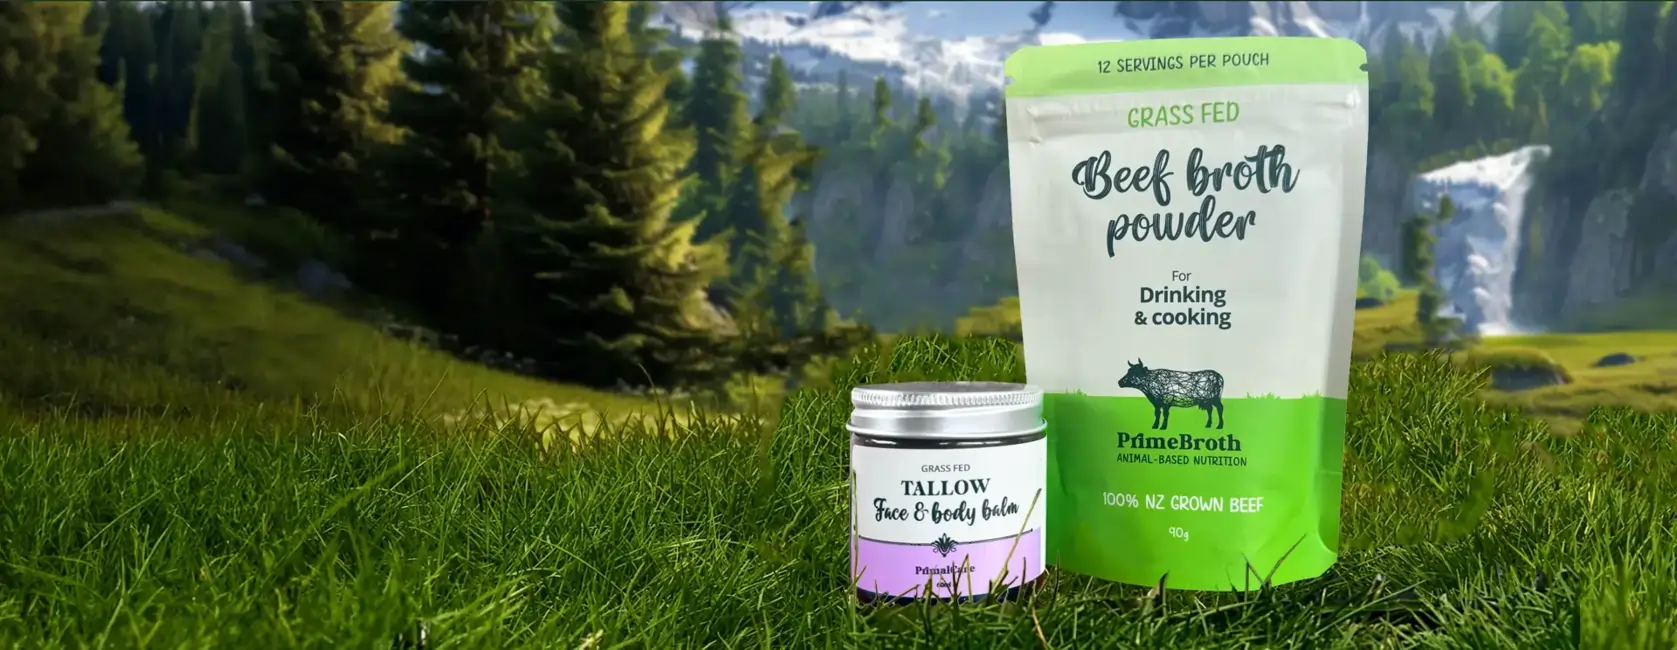 12 SERVINGS PER POUCH
GRASS FED
Beef broth
powder
For
Drinking
& cooking
PrimeBroth
ANIMAL-BASED NUTRITION
100% NZ GROWN BEEF
90g
GRASS FED
TALLOW
Face & body balm
PrimalCare